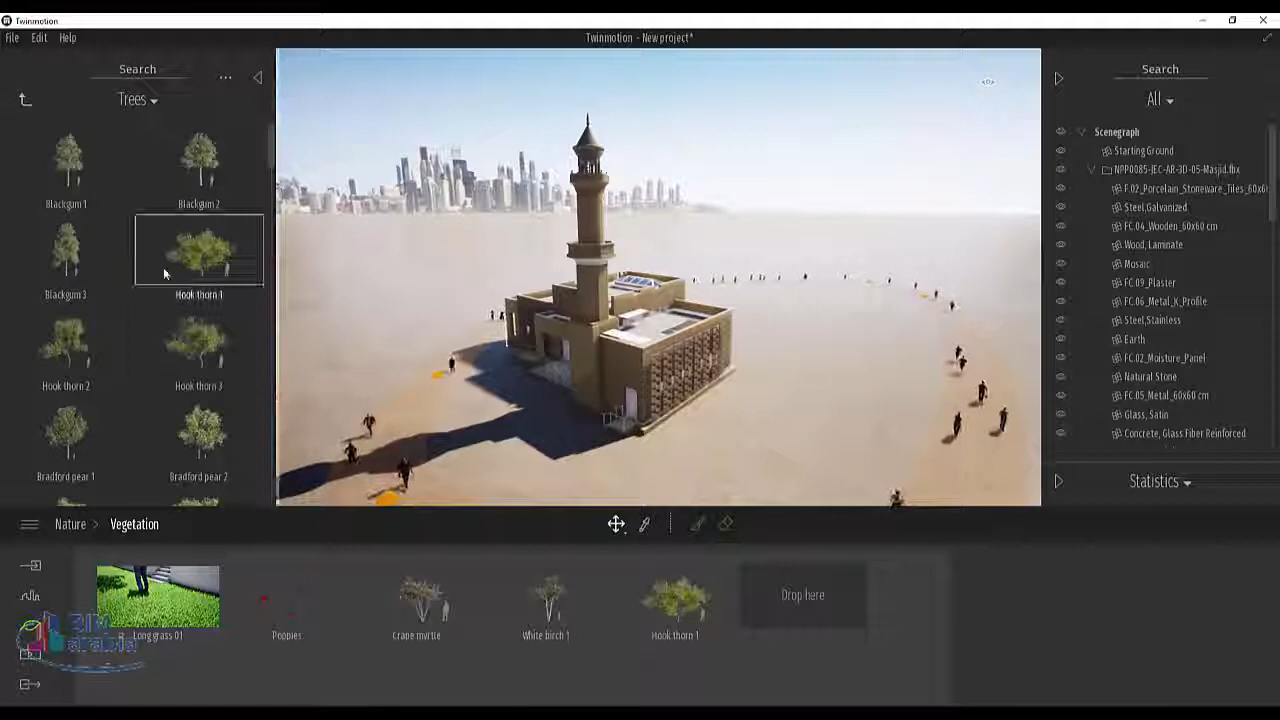 Twinmotion
File Edit Help
Twinmotion - New project*
Search
Trees
Blackgum 1
Blackgum 2
Blackgum 3
Hook thorn 1
Hook thorn 2
Hook thorn 3
Bradford pear 1
Bradford pear 2
Search
All
Scenegraph
Starting Ground
NPP0085-JEC-AR-3D-05-Masjid.fbx
F.02_Porcelain_Stoneware_Tiles_60x6
Steel,Galvanized
FC.04_Wooden_60x60 cm
Wood, Laminate
Mosaic
FC.09_Plaster
FC.06_Metal_K_Profile
Steel,Stainless
Earth
FC.02_Moisture_Panel
Natural Stone
FC.05_Metal_60x60 cm
Glass, Satin
Concrete, Glass Fiber Reinforced
Statistics
Nature > Vegetation
Long grass 01
Poppies
Crape myrtle
White birch 1
Hook thorn 1
Drop here
BIM
arabia